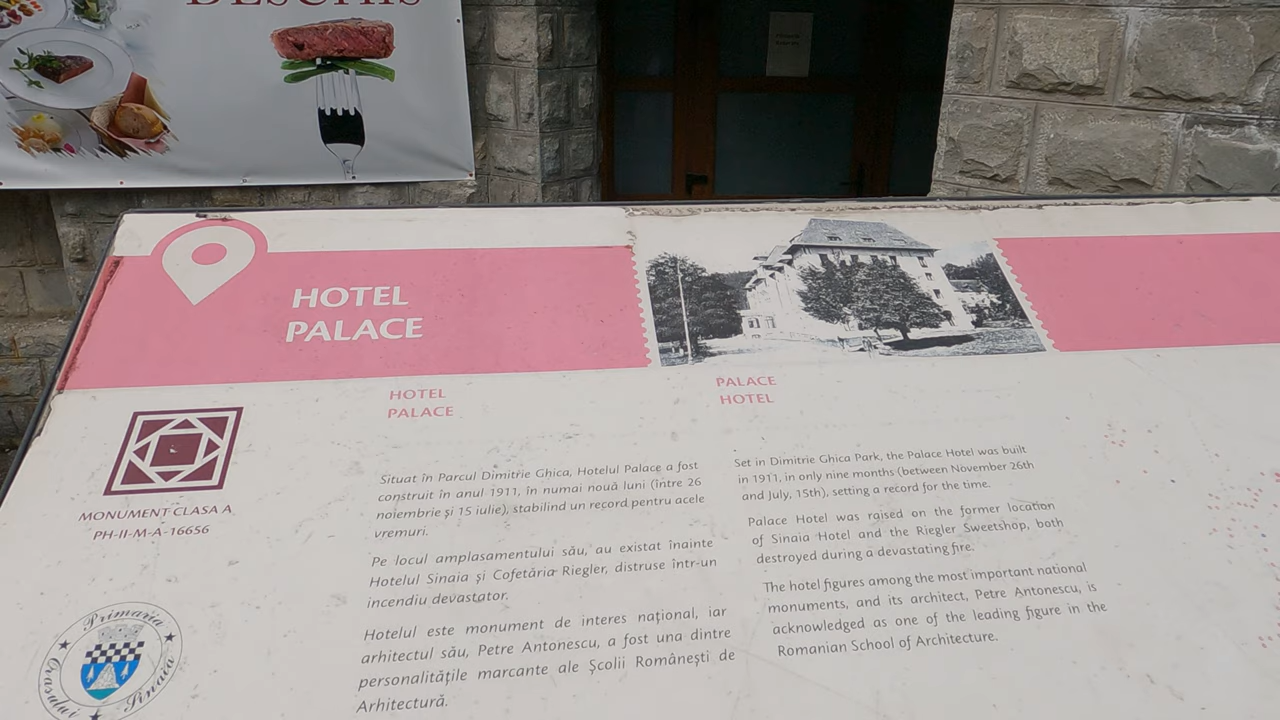 DESCHIS
HOTEL
PALACE
HOTEL
PALACE
Situat în Parcul Dimitrie Ghica, Hotelul Palace a fost
construit în anul 1911, în numai nouă luni (între 26
noiembrie și 15 iulie), stabilind un record pentru acele
vremuri.
Pe locul amplasamentului său, au existat înainte
Hotelul Sinaia și Cofetăria Riegler, distruse într-un
incendiu devastator.
Hotelul este monument de interes național, iar
arhitectul său, Petre Antonescu, a fost una dintre
personalitățile marcante ale Școlii Românești de
Arhitectură.
PALACE
HOTEL
Set in Dimitrie Ghica Park, the Palace Hotel was built
in 1911, in only nine months (between November 26th
and July, 15th), setting a record for the time.
Palace Hotel was raised on the former location
of Sinaia Hotel and the Riegler Sweetshop, both
destroyed during a devastating fire.
The hotel figures among the most important national
monuments, and its architect, Petre Antonescu, is
acknowledged as one of the leading figure in the
Romanian School of Architecture.
MONUMENT CLASA A
PH-II-M-A-16656
Primaria
Orasului
Sinaia